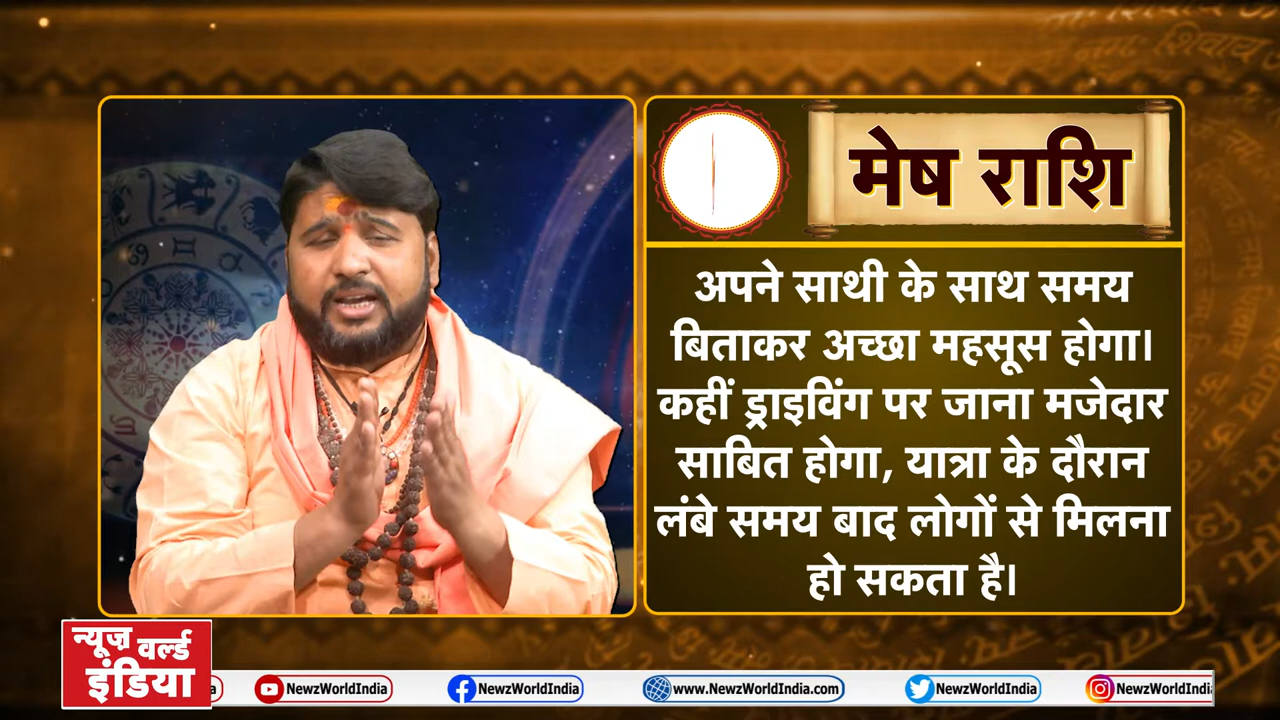 मेष राशि
अपने साथी के साथ समय
बिताकर अच्छा महसूस होगा।
कहीं ड्राइविंग पर जाना मजेदार
साबित होगा, यात्रा के दौरान
लंबे समय बाद लोगों से मिलना
हो सकता है।
न्यूज़ वर्ल्ड
इंडिया
NewzWorldIndia
NewzWorldIndia
www.NewzWorldIndia.com
NewzWorldIndia
NewzWorldIndi